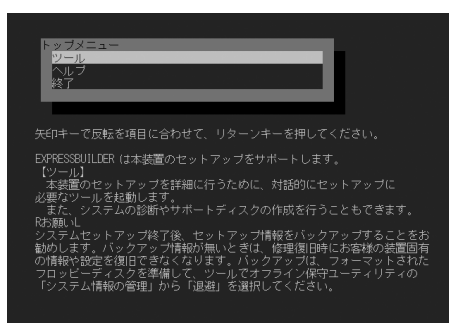 トップメニュー
ツール
ヘルプ
終了
矢印キーで反転を項目に合わせて、リターンキーを押してください。
EXPRESSBUILDER は本装置のセットアップをサポートします。
【ツール】
本装置のセットアップを詳細に行うために、対話的にセットアップに
必要なツールを起動します。
また、システムの診断やサポートディスクの作成を行うこともできます。
Rお願いL
システムセットアップ終了後、セットアップ情報をバックアップすることをお
勧めします。バックアップ情報が無いときは、修理復旧時にお客様の装置固有
の情報や設定を復旧できなくなります。バックアップは、フォーマットされた
フロッピーディスクを準備して、ツールでオフライン保守ユーティリティの
「システム情報の管理」から「退避」を選択してください。